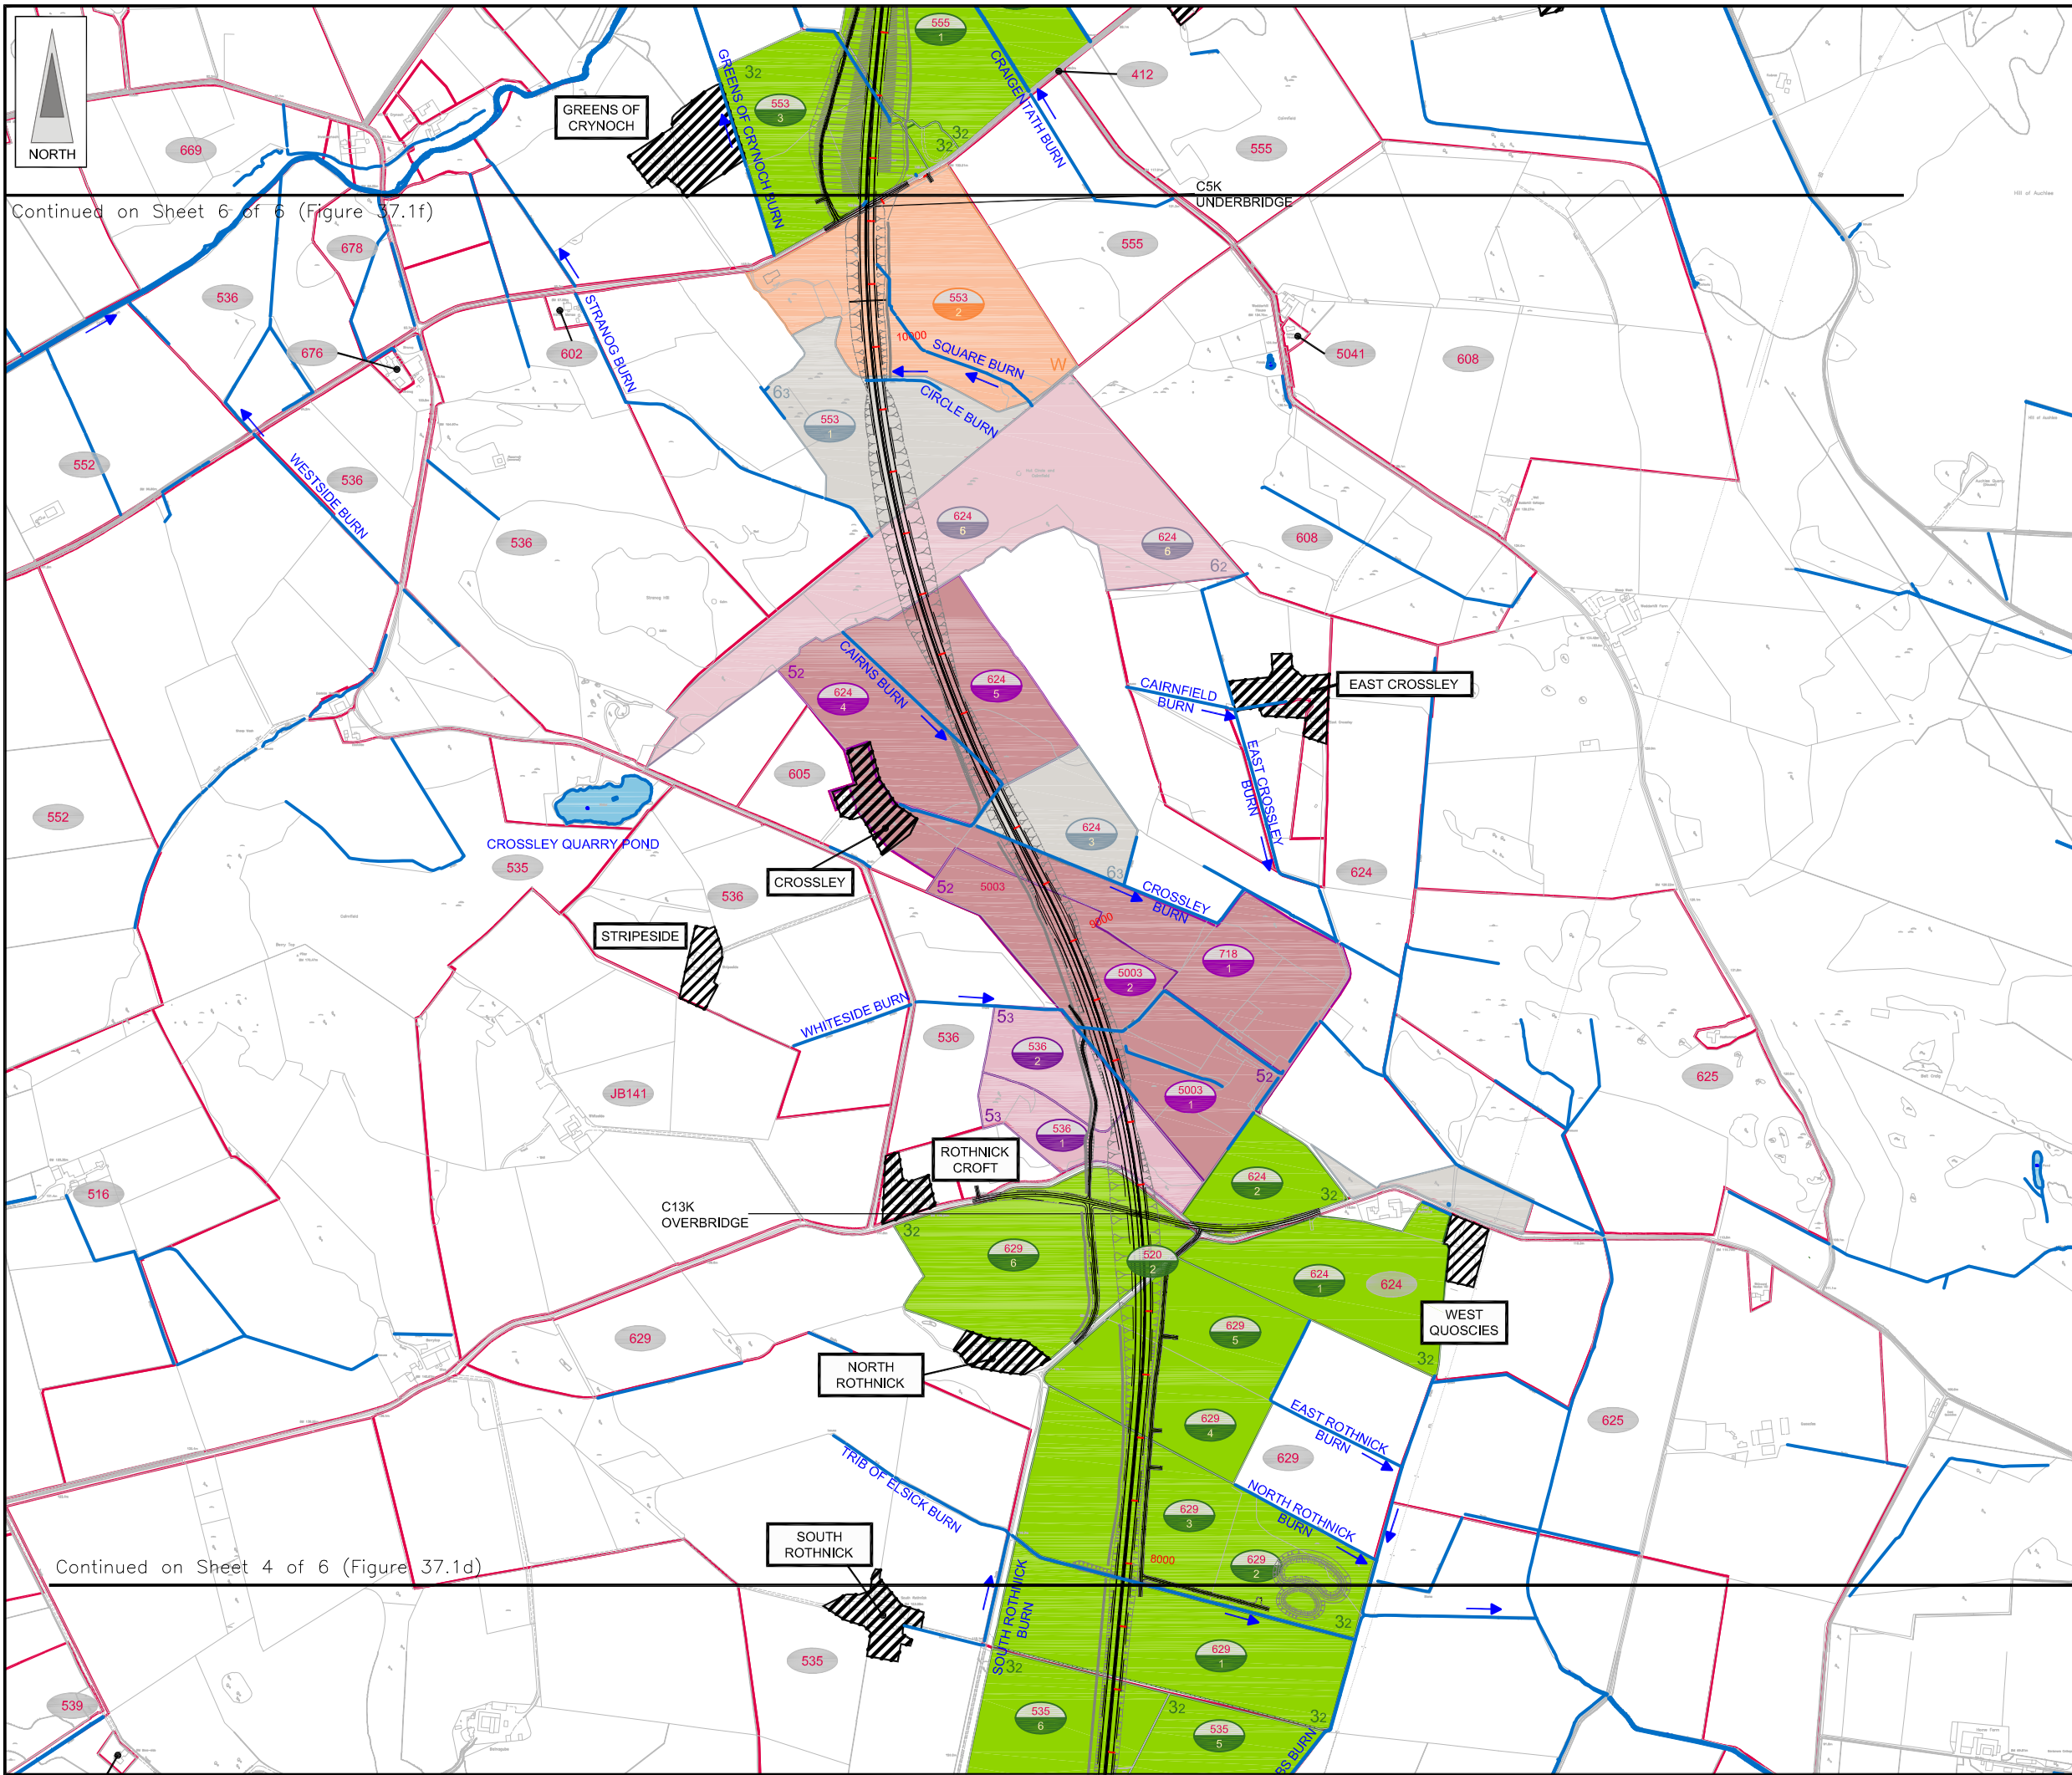 NORTH
555
1
412
GREENS OF
CRYNOCH
GREENS OF CRYNOCH BURN
CRAIGENTATH BURN
32
553
3
32
32
669
555
C5K
UNDERBRIDGE
Continued on Sheet 6 of 6 (Figure 37.1f)
678
555
536
553
2
STRANOG BURN
602
676
10000
SQUARE BURN
W
5041
608
CIRCLE BURN
63
553
1
552
WESTSIDE BURN
536
536
624
6
624
6
608
62
52
CAIRNS BURN
624
4
624
5
CAIRNFIELD
BURN
EAST CROSSLEY
EAST CROSSLEY
BURN
605
552
CROSSLEY QUARRY POND
535
624
3
63
624
CROSSLEY
52
5003
CROSSLEY
BURN
536
9000
STRIPESIDE
718
1
5003
2
WHITESIDE BURN
53
536
536
2
52
625
JB141
5003
1
53
536
1
ROTHNICK
CROFT
516
C13K
OVERBRIDGE
624
2
32
32
629
6
520
2
624
1
624
WEST
QUOSCIES
629
629
5
32
NORTH
ROTHNICK
EAST ROTHNICK
BURN
629
4
625
629
TRIB OF ELSICK BURN
NORTH ROTHNICK
BURN
629
3
SOUTH
ROTHNICK
8000
629
2
Continued on Sheet 4 of 6 (Figure 37.1d)
SOUTH ROTHNICK
BURN
32
629
1
535
32
539
535
6
32
535
5
32
BS BURN